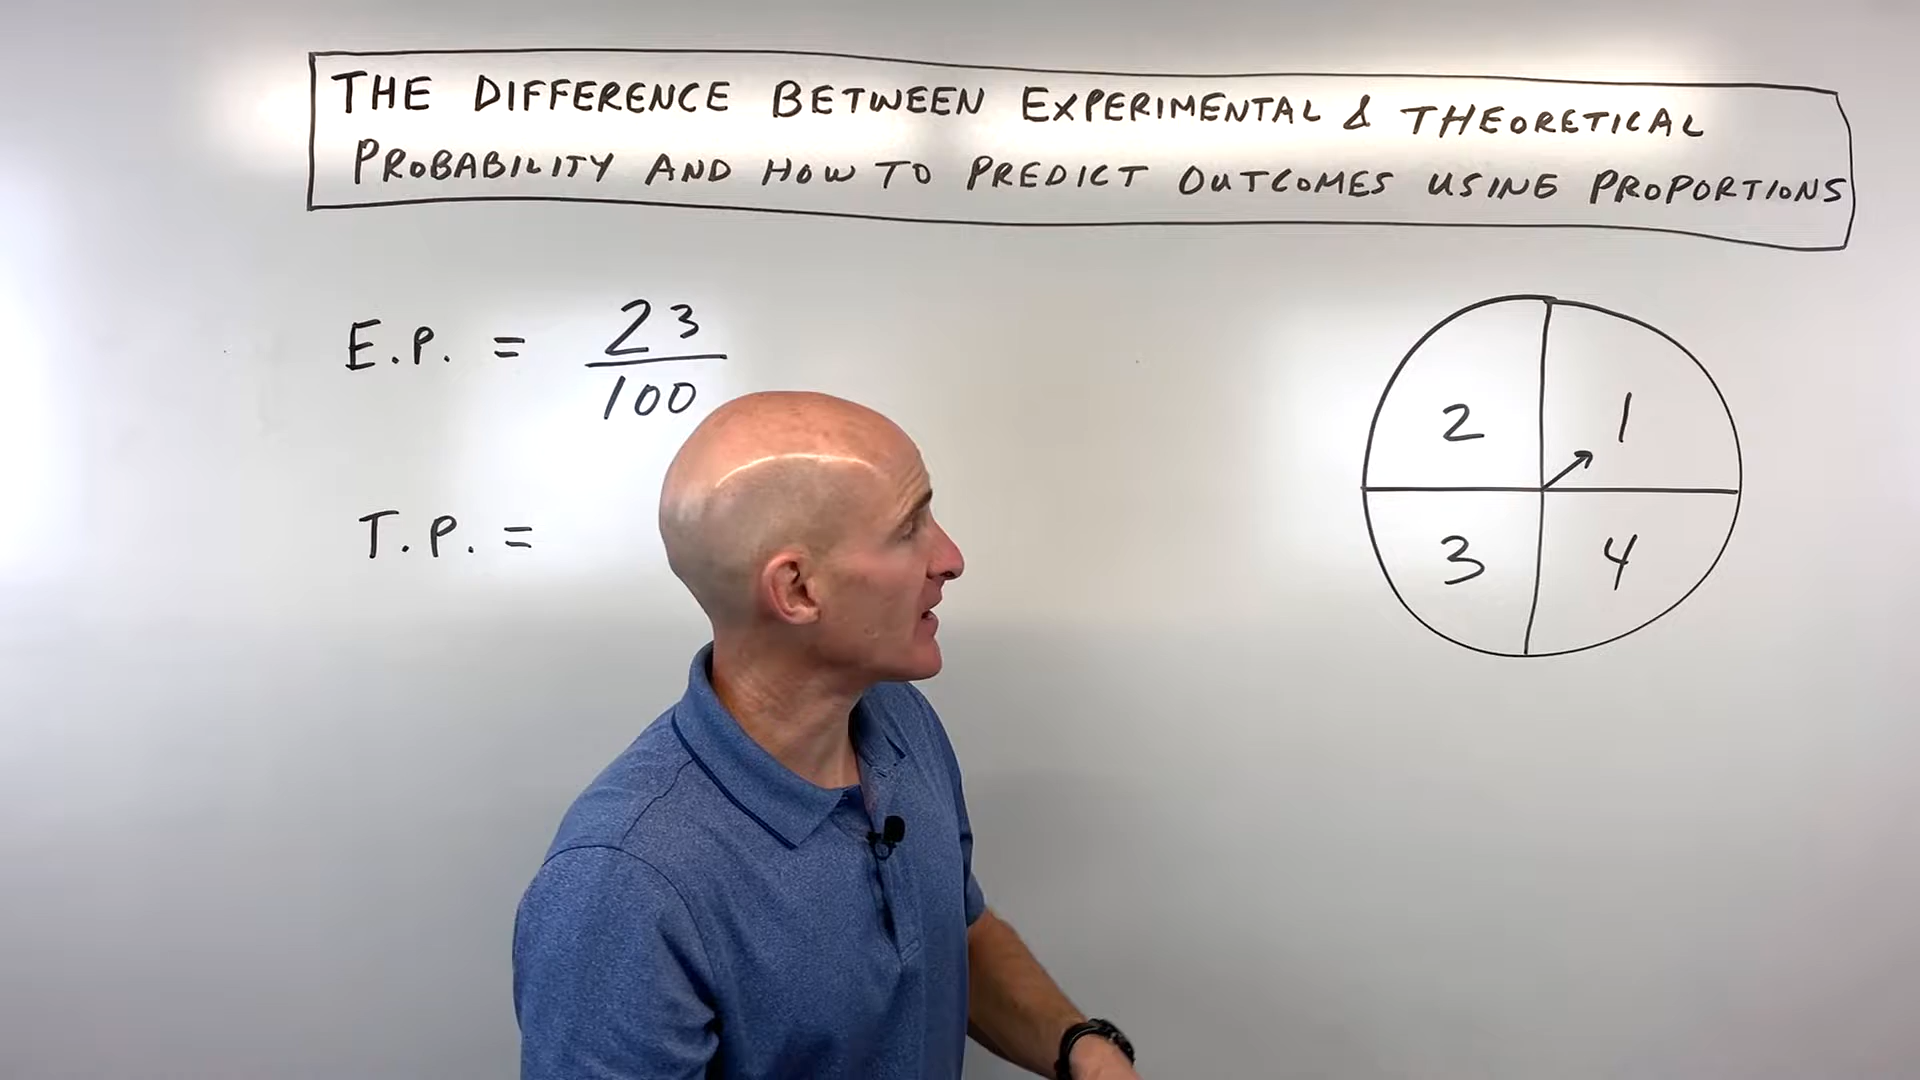 THE DIFFERENCE BETWEEN EXPERIMENTAL & THEORETICAL
PROBABILITY AND HOW TO PREDICT OUTCOMES USING PROPORTIONS
E.P. = 23/100
T.P. =
2 1
3 4